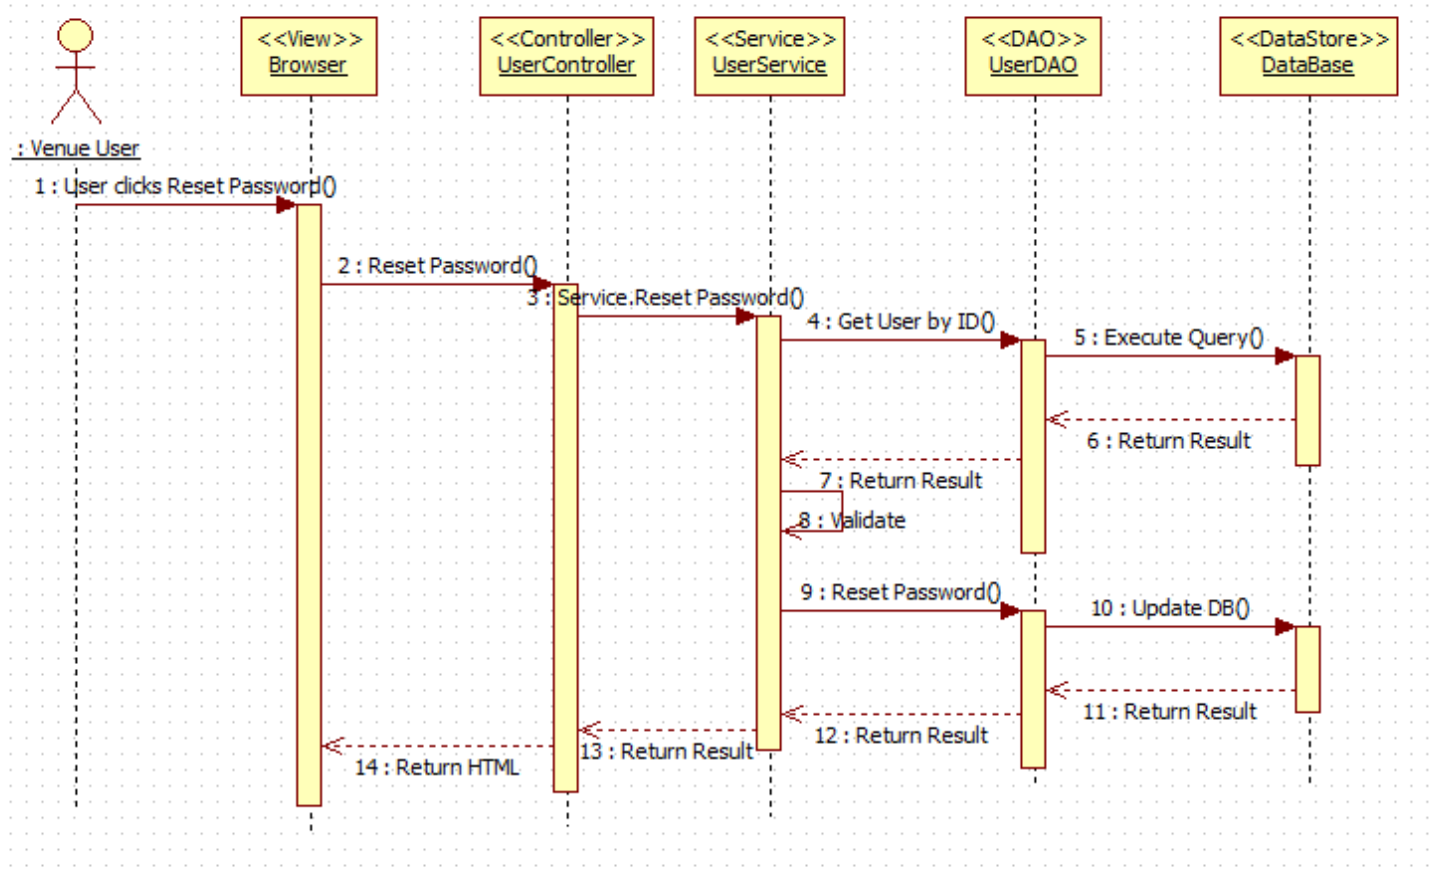 <<View>>
Browser
<<Controller>>
UserController
<<Service>>
UserService
<<DAO>>
UserDAO
<<DataStore>>
DataBase
: Venue User
1 : User clicks Reset Password()
2 : Reset Password()
3 : Service.Reset Password()
4 : Get User by ID()
5 : Execute Query()
6 : Return Result
7 : Return Result
8 : Validate
9 : Reset Password()
10 : Update DB()
11 : Return Result
12 : Return Result
13 : Return Result
14 : Return HTML